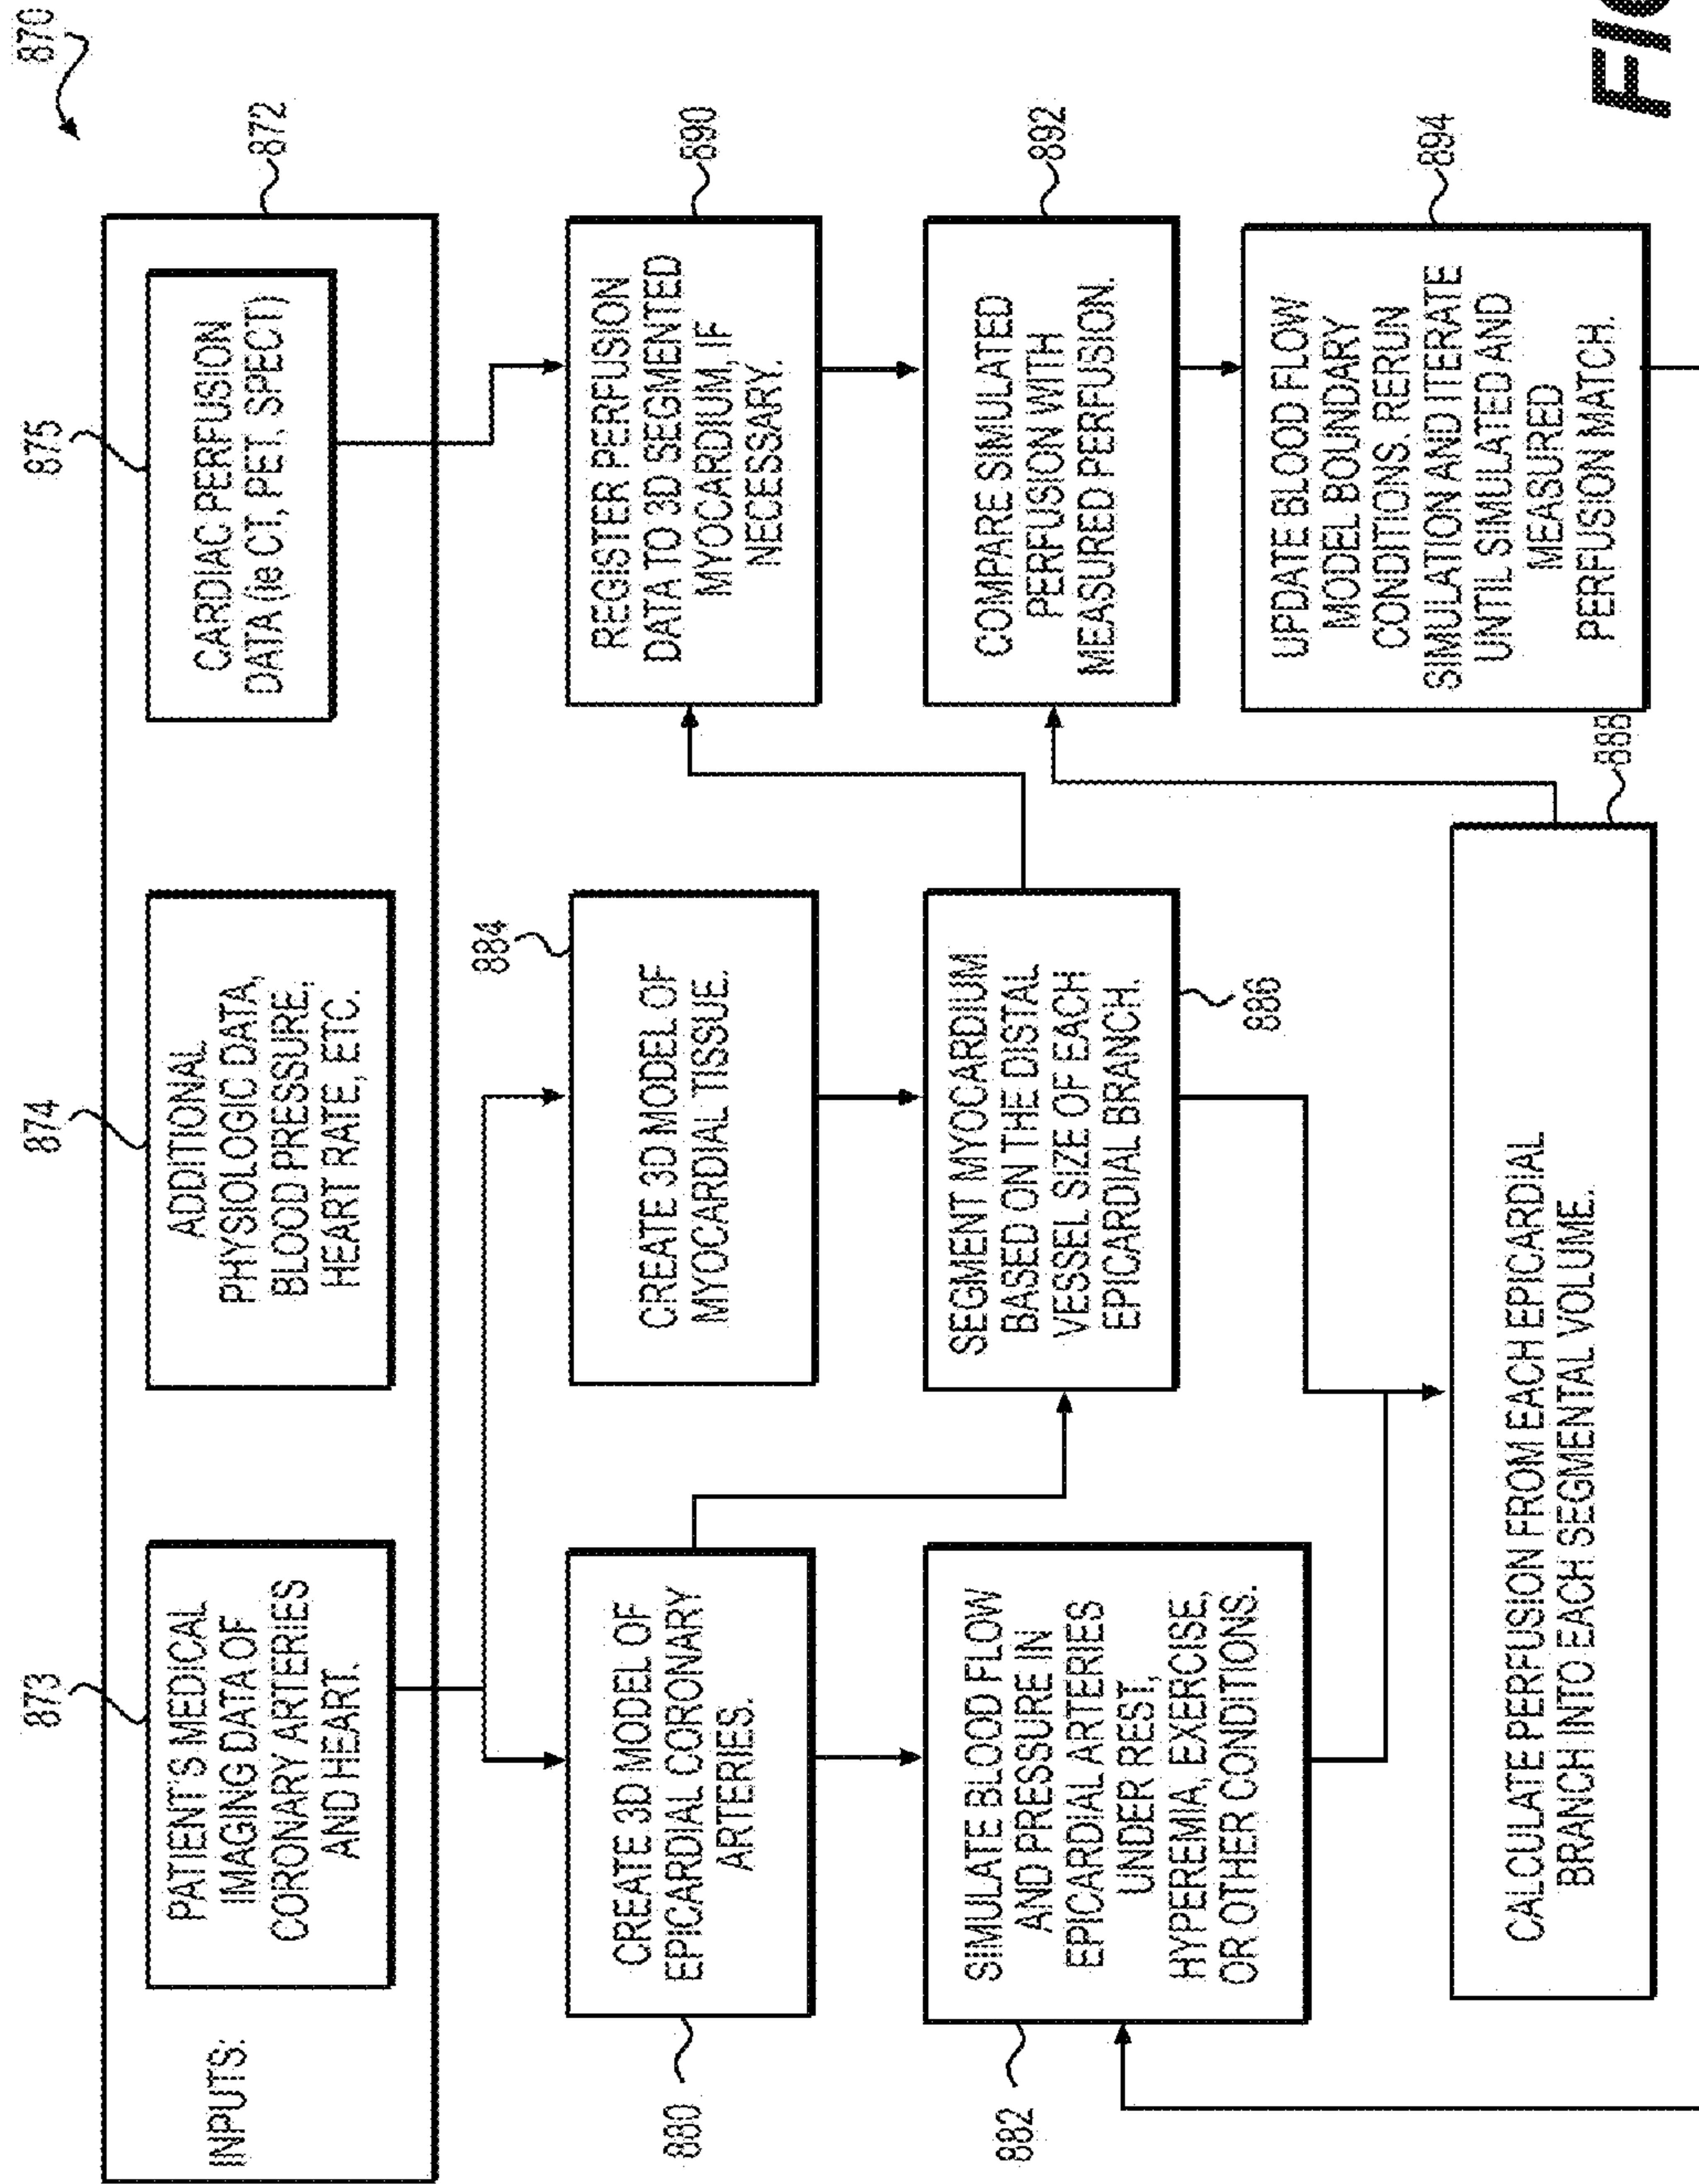 870
872
INPUTS:
873
PATIENT'S MEDICAL
IMAGING DATA OF
CORONARY ARTERIES
AND HEART.
874
ADDITIONAL
PHYSIOLOGIC DATA,
BLOOD PRESSURE,
HEART RATE, ETC.
875
CARDIAC PERFUSION
DATA (ie CT, PET, SPECT)
880
CREATE 3D MODEL OF
EPICARDIAL CORONARY
ARTERIES.
884
CREATE 3D MODEL OF
MYOCARDIAL TISSUE.
890
REGISTER PERFUSION
DATA TO 3D SEGMENTED
MYOCARDIUM, IF
NECESSARY.
882
SIMULATE BLOOD FLOW
AND PRESSURE IN
EPICARDIAL ARTERIES
UNDER REST,
HYPEREMIA, EXERCISE,
OR OTHER CONDITIONS.
SEGMENT MYOCARDIUM
BASED ON THE DISTAL
VESSEL SIZE OF EACH
EPICARDIAL BRANCH.
886
892
COMPARE SIMULATED
PERFUSION WITH
MEASURED PERFUSION.
894
UPDATE BLOOD FLOW
MODEL BOUNDARY
CONDITIONS. RERUN
SIMULATION AND ITERATE
UNTIL SIMULATED AND
MEASURED
PERFUSION MATCH.
888
CALCULATE PERFUSION FROM EACH EPICARDIAL
BRANCH INTO EACH SEGMENTAL VOLUME.